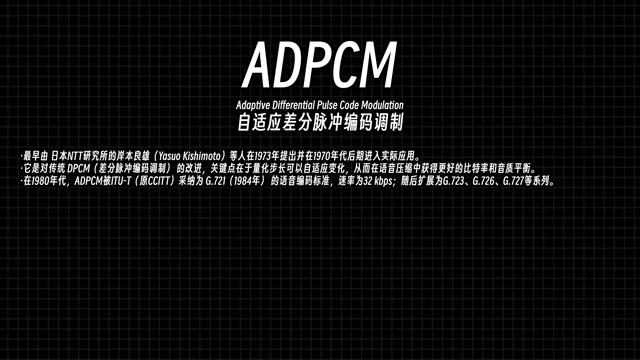 ADPCM
Adaptive Differential Pulse Code Modulation
自适应差分脉冲编码调制
·最早由 日本NTT研究所的岸本良雄（Yasuo Kishimoto）等人在1973年提出并在1970年代后期进入实际应用。
·它是对传统 DPCM（差分脉冲编码调制） 的改进，关键点在于量化步长可以自适应变化，从而在语音压缩中获得更好的比特率和音质平衡。
·在1980年代，ADPCM被ITU-T（原CCITT）采纳为 G.721（1984年） 的语音编码标准，速率为32 kbps；随后扩展为G.723、G.726、G.727等系列。